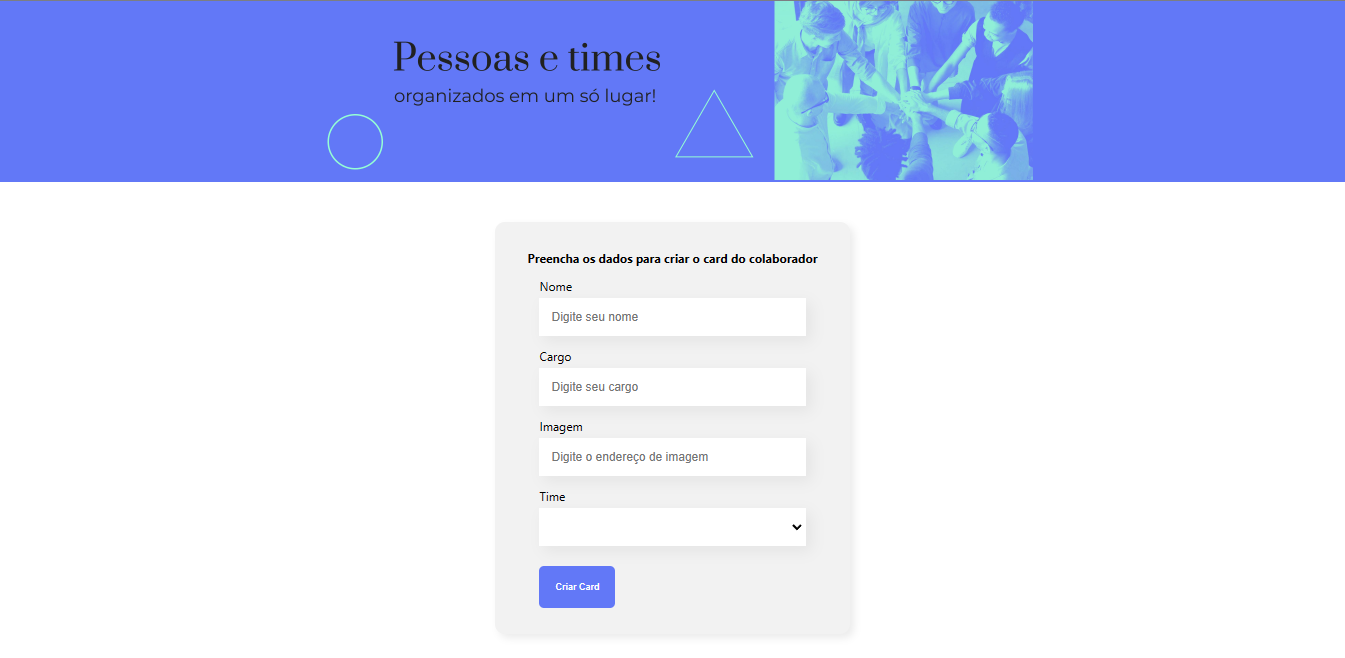 Pessoas e times
organizados em um só lugar!
Preencha os dados para criar o card do colaborador
Nome
Digite seu nome
Cargo
Digite seu cargo
Imagem
Digite o endereço de imagem
Time
Criar Card